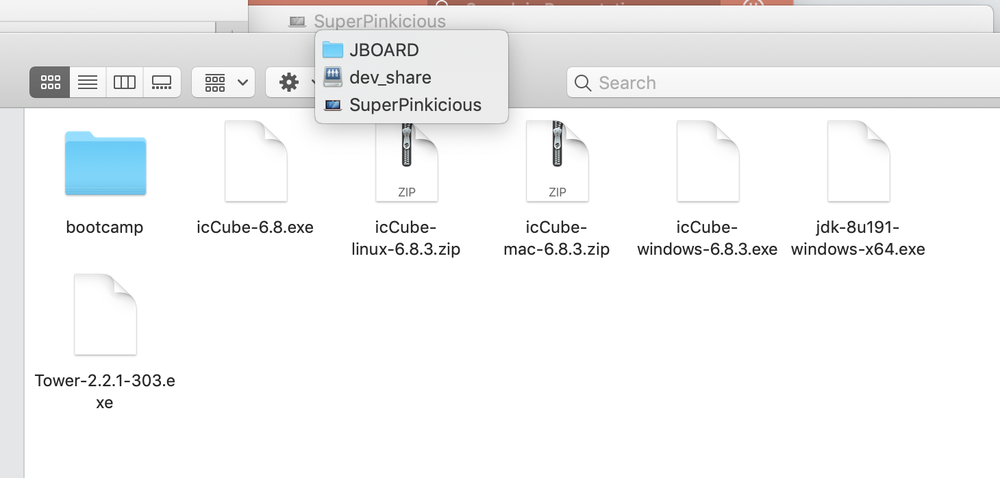 SuperPinkicious
JBOARD
dev_share
SuperPinkicious
Search
ZIP
ZIP
bootcamp
icCube-6.8.exe
icCube-
linux-6.8.3.zip
icCube-
mac-6.8.3.zip
icCube-
windows-6.8.3.exe
jdk-8u191-
windows-x64.exe
Tower-2.2.1-303.e
xe